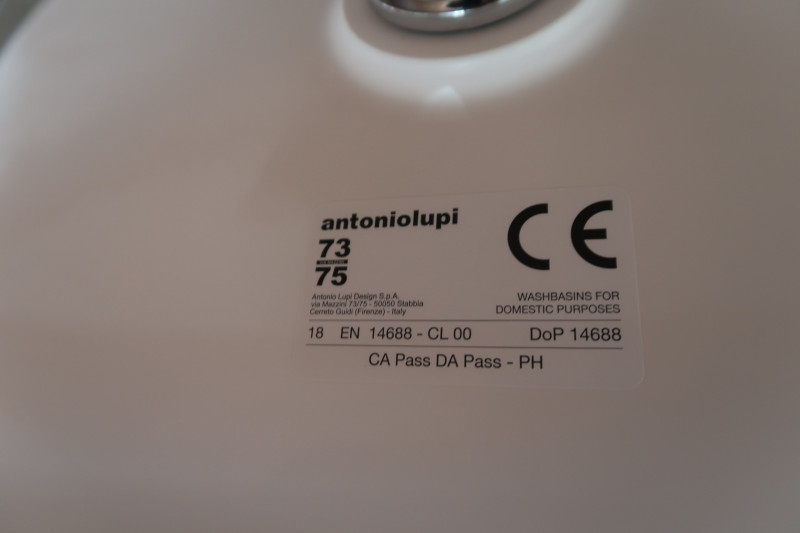 antoniolupi
73
75
Antonio Lupi Design S.p.A.
via Mazzini 73/75 - 50050 Stabbia
Cerreto Guidi (Firenze) - Italy
CE
WASHBASINS FOR
DOMESTIC PURPOSES
18 EN 14688 - CL 00 DoP 14688
CA Pass DA Pass - PH